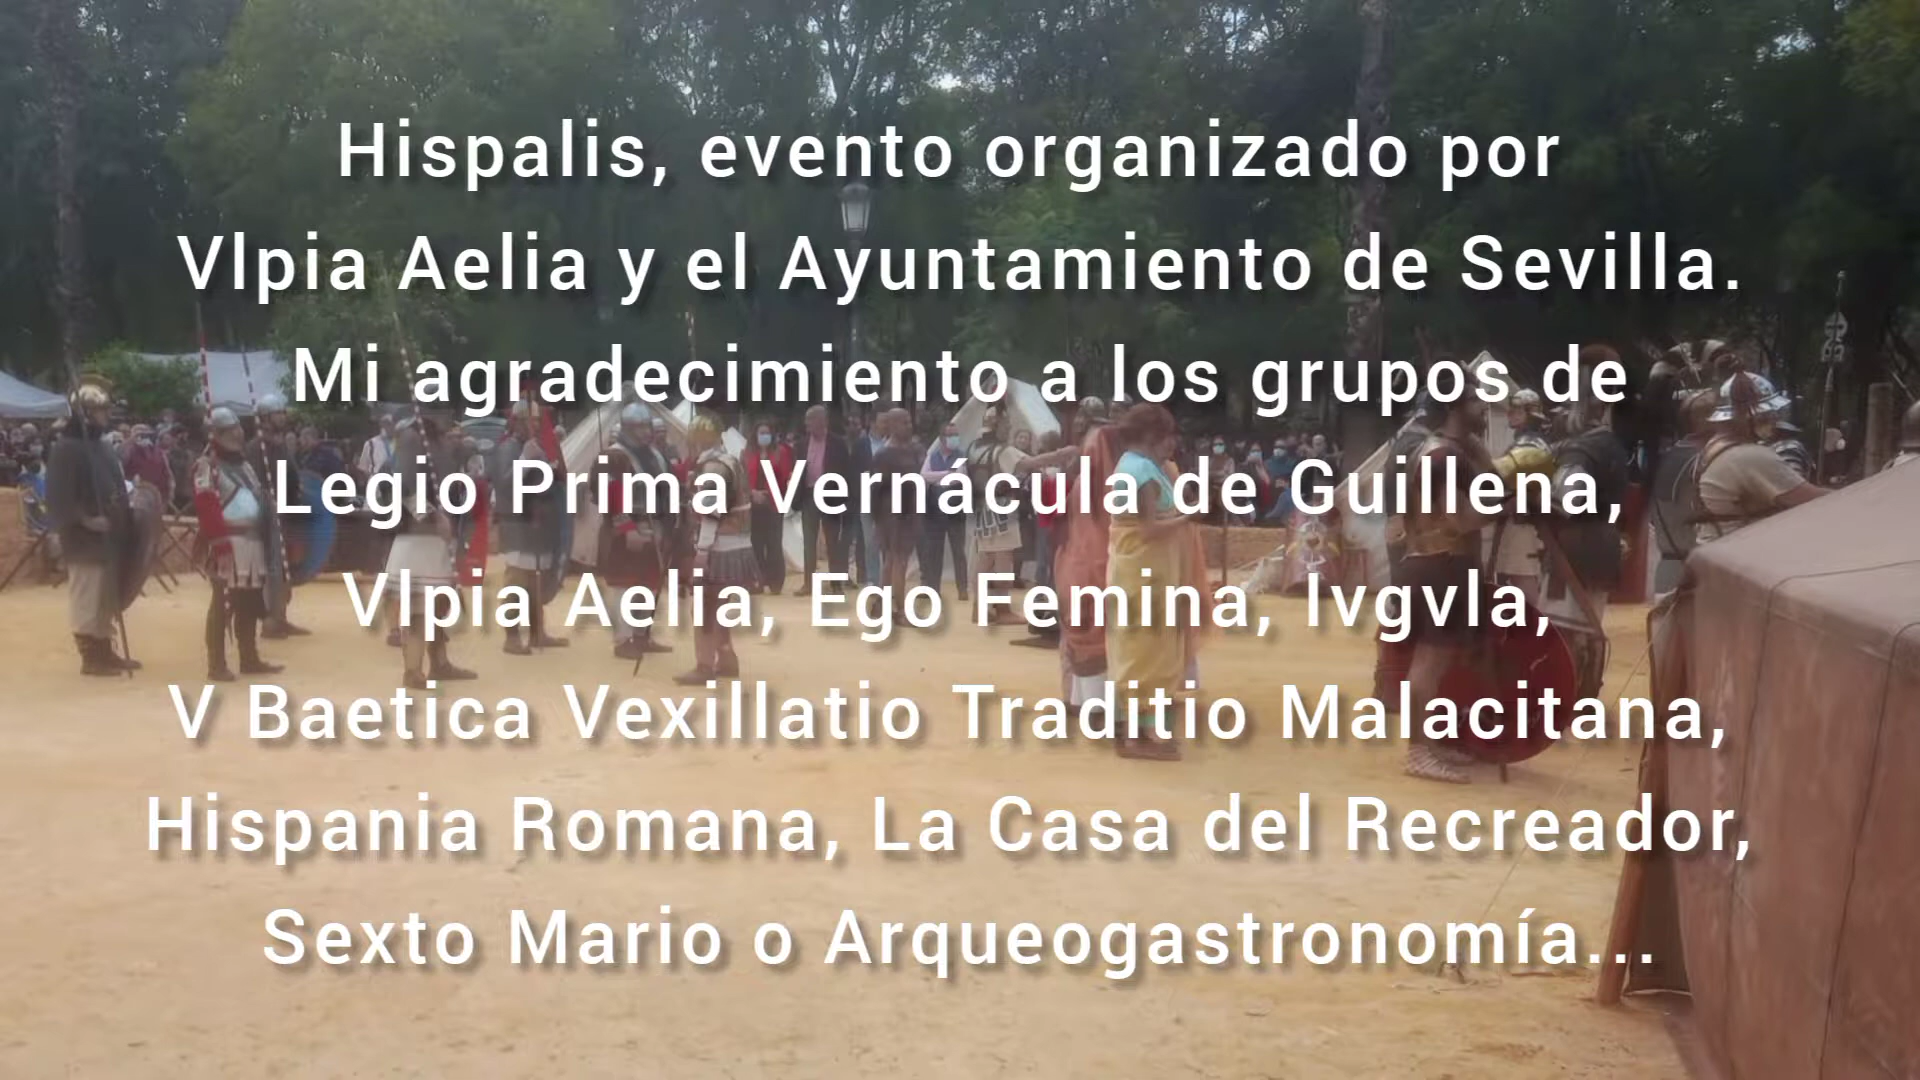 Hispalis, evento organizado por
Vlpia Aelia y el Ayuntamiento de Sevilla.
Mi agradecimiento a los grupos de
Legio Prima Vernácula de Guillena,
Vlpia Aelia, Ego Femina, Ivgvla,
V Baetica Vexillatio Traditio Malacitana,
Hispania Romana, La Casa del Recreador,
Sexto Mario o Arqueogastronomía...